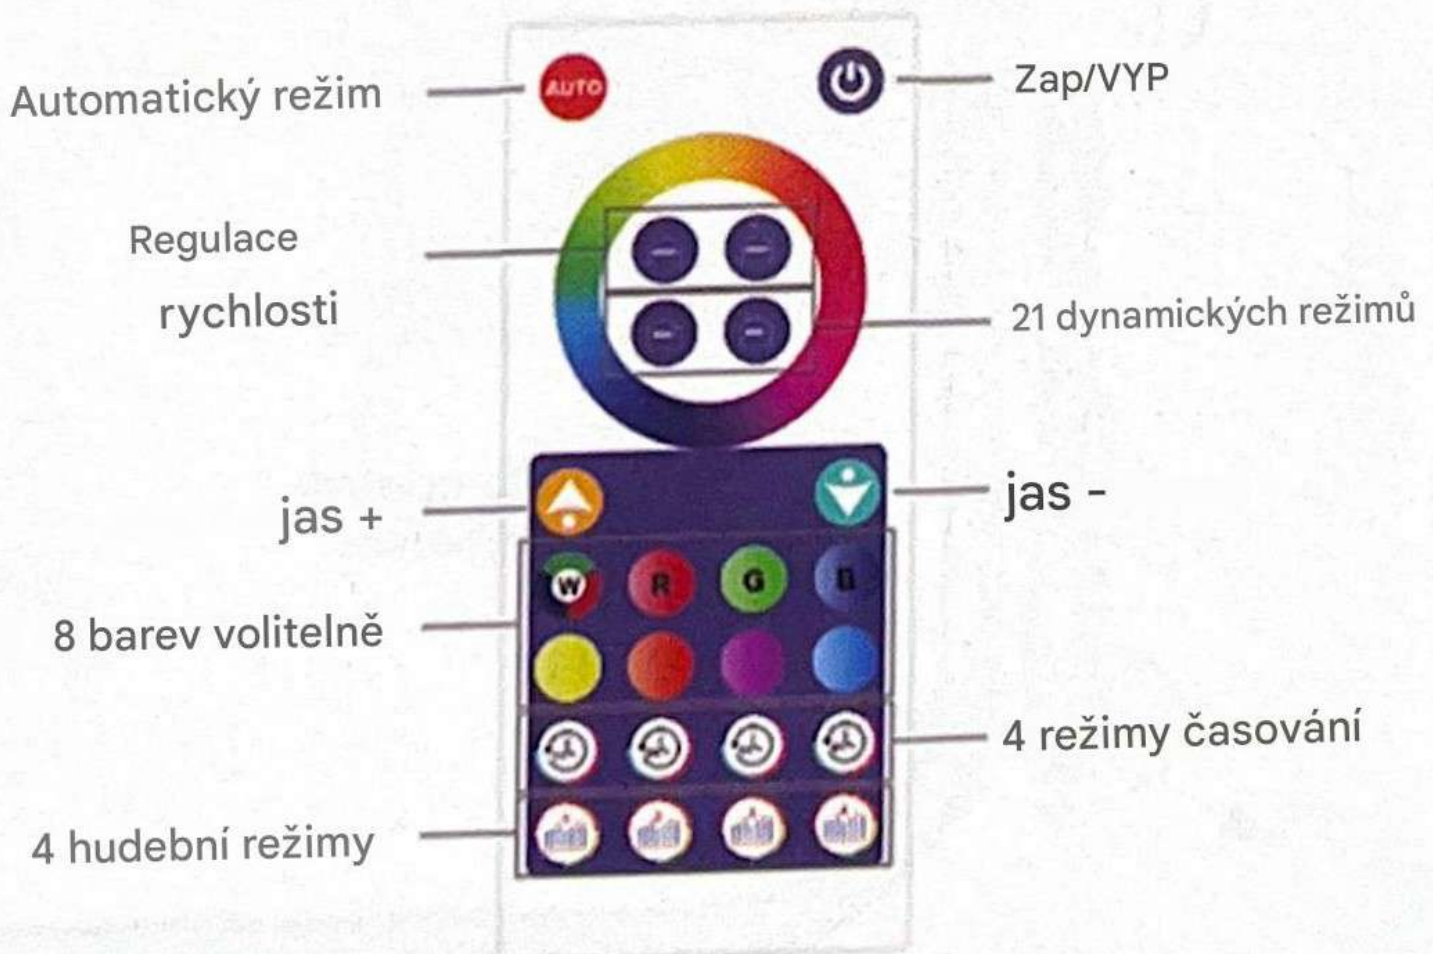 AUTO
Zap/VYP
Automatický režim
Regulace
rychlosti
21 dynamických režimů
jas +
jas -
W R G B
8 barev volitelně
4 režimy časování
4 hudební režimy